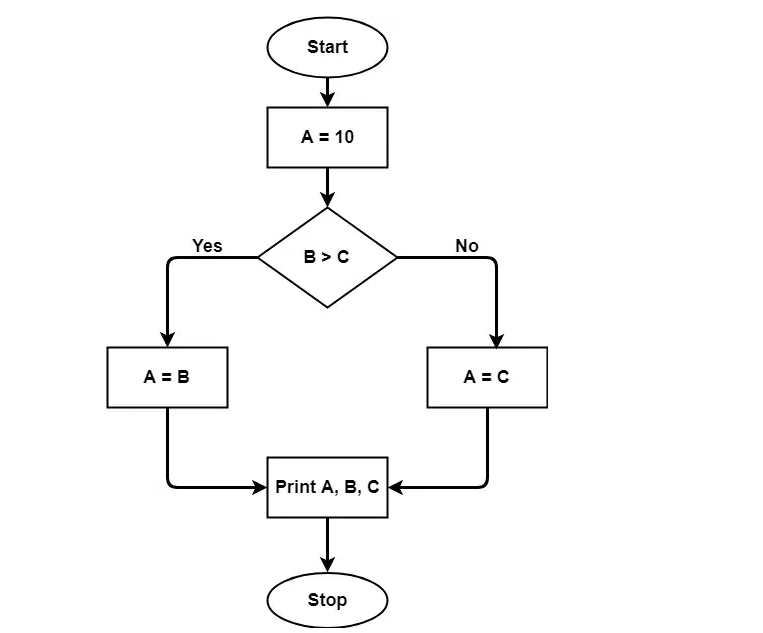 Start
A = 10
B > C
Yes
No
A = B
A = C
Print A, B, C
Stop